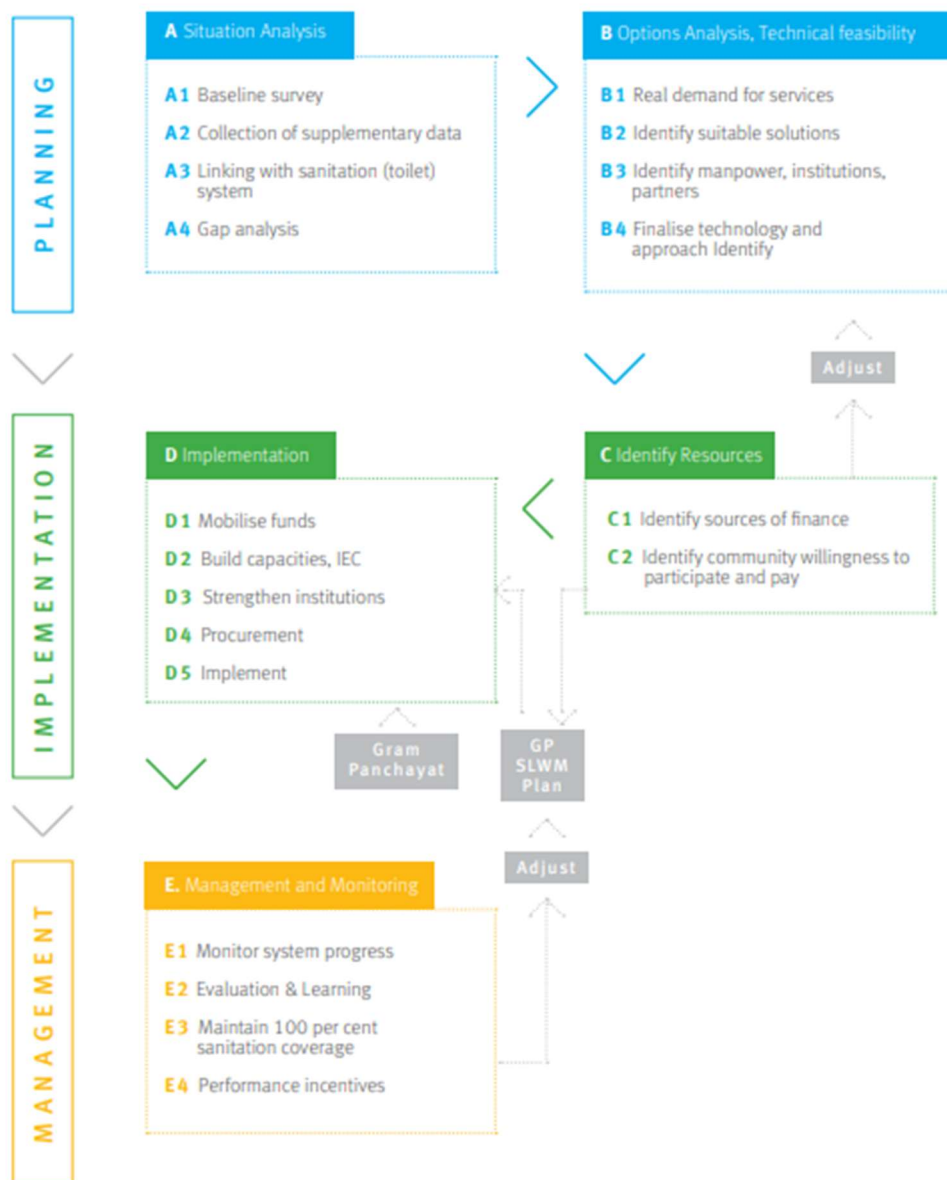 PLANNING
A Situation Analysis
A1 Baseline survey
A2 Collection of supplementary data
A3 Linking with sanitation (toilet)
system
A4 Gap analysis
B Options Analysis, Technical feasibility
B1 Real demand for services
B2 Identify suitable solutions
B3 Identify manpower, institutions,
partners
B4 Finalise technology and
approach Identify
Adjust
IMPLEMENTATION
D Implementation
D1 Mobilise funds
D2 Build capacities, IEC
D3 Strengthen institutions
D4 Procurement
D5 Implement
C Identify Resources
C1 Identify sources of finance
C2 Identify community willingness to
participate and pay
Gram
Panchayat
GP
SLWM
Plan
Adjust
MANAGEMENT
E. Management and Monitoring
E1 Monitor system progress
E2 Evaluation & Learning
E3 Maintain 100 per cent
sanitation coverage
E4 Performance incentives